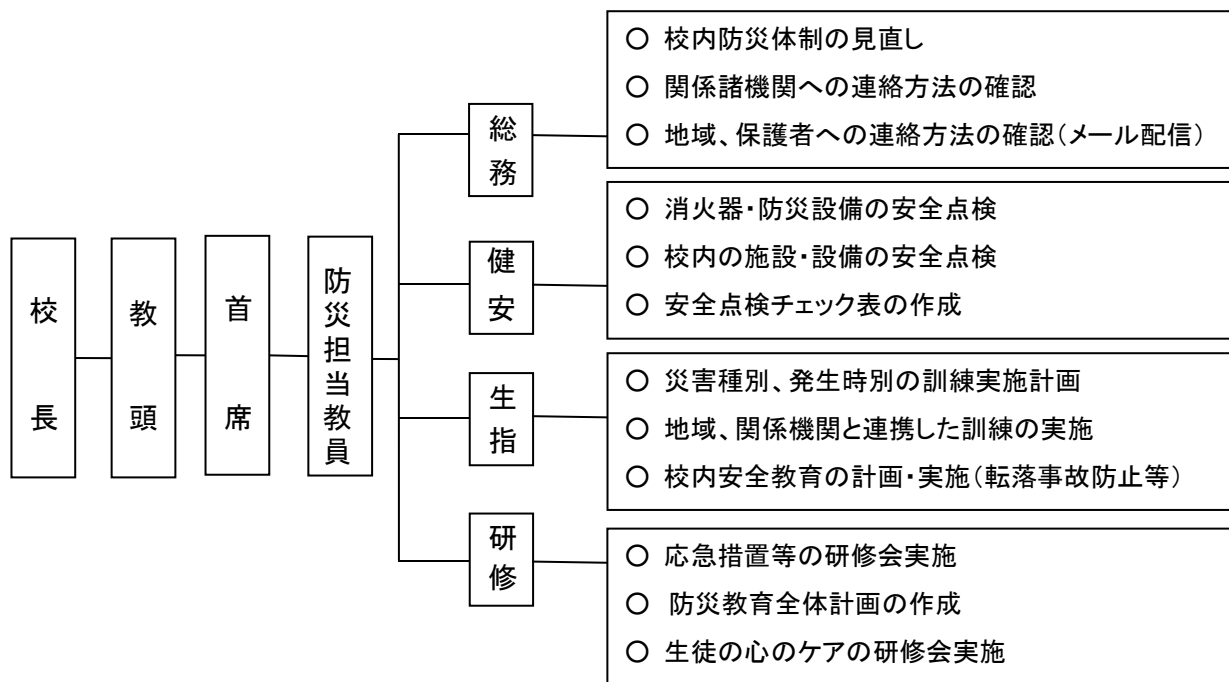 校長
教頭
首席
防災担当教員
総務
〇 校内防災体制の見直し
〇 関係諸機関への連絡方法の確認
〇 地域、保護者への連絡方法の確認(メール配信)
健安
〇 消火器・防災設備の安全点検
〇 校内の施設・設備の安全点検
〇 安全点検チェック表の作成
生指
〇 災害種別、発生時別の訓練実施計画
〇 地域、関係機関と連携した訓練の実施
〇 校内安全教育の計画・実施(転落事故防止等)
研修
〇 応急措置等の研修会実施
〇 防災教育全体計画の作成
〇 生徒の心のケアの研修会実施